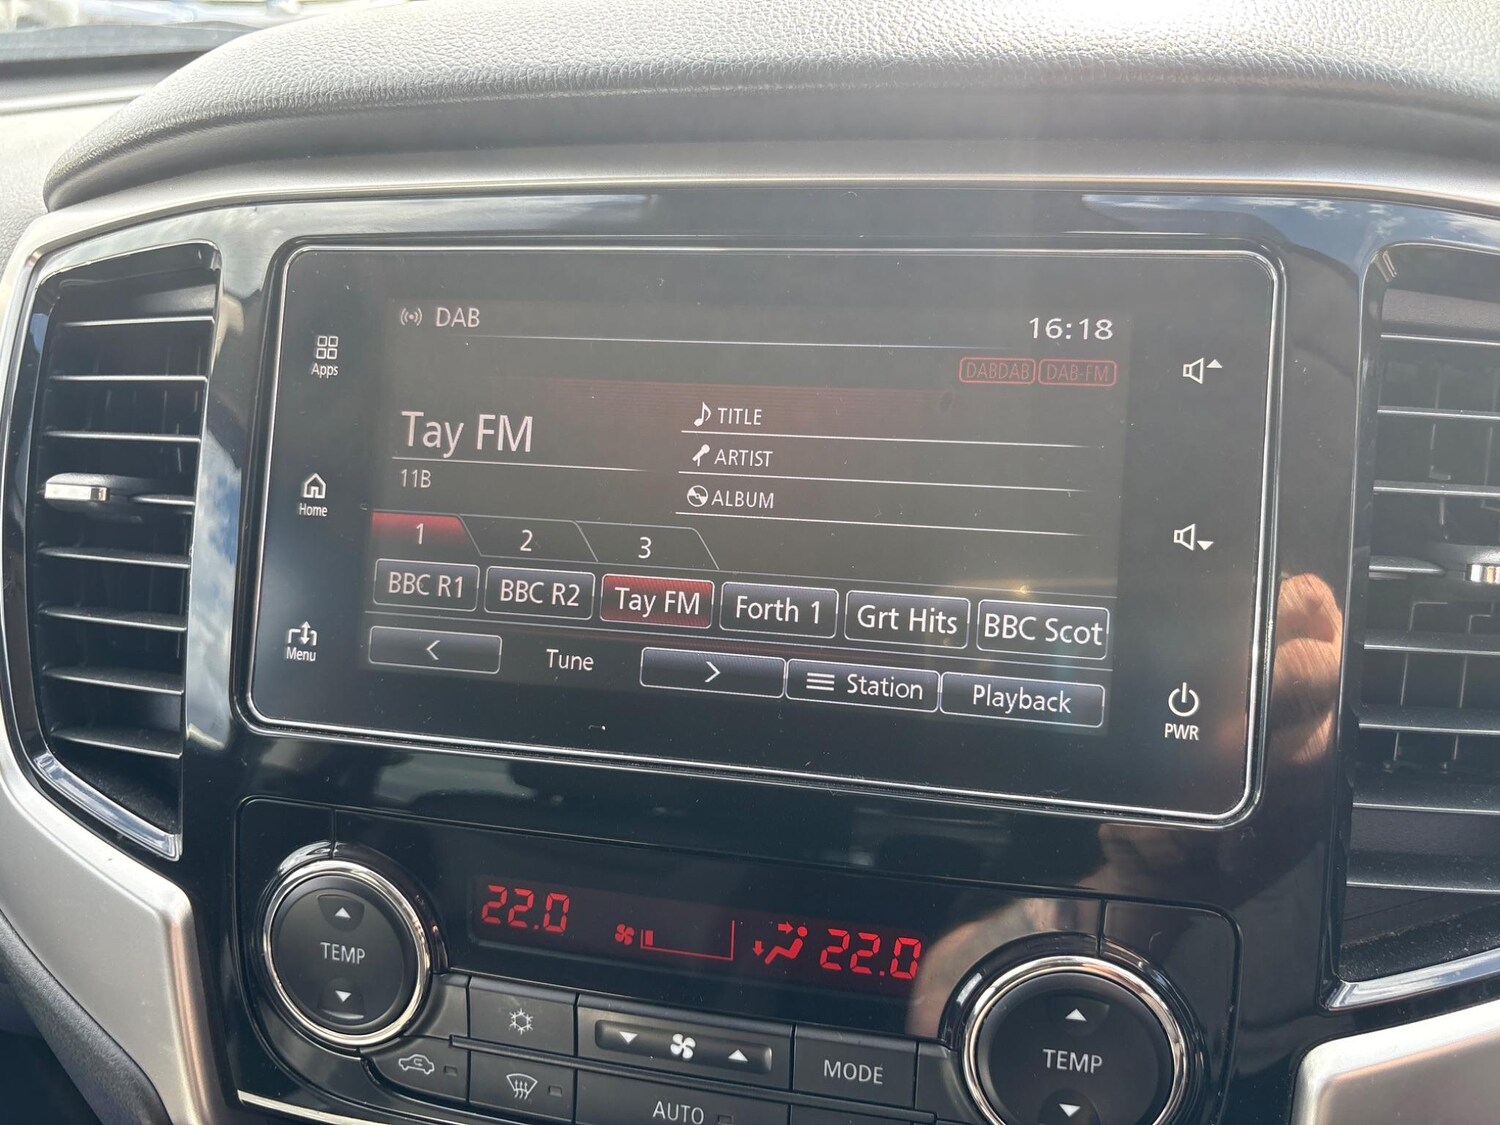 DAB
16:18
DABDAB DAB-FM
Apps
Tay FM
TITLE
ARTIST
11B
ALBUM
Home
1 2 3
BBC R1 BBC R2 Tay FM Forth 1 Grt Hits BBC Scot
Menu
< Tune > Station Playback
PWR
22.0 22.0
TEMP
TEMP
MODE
AUTO